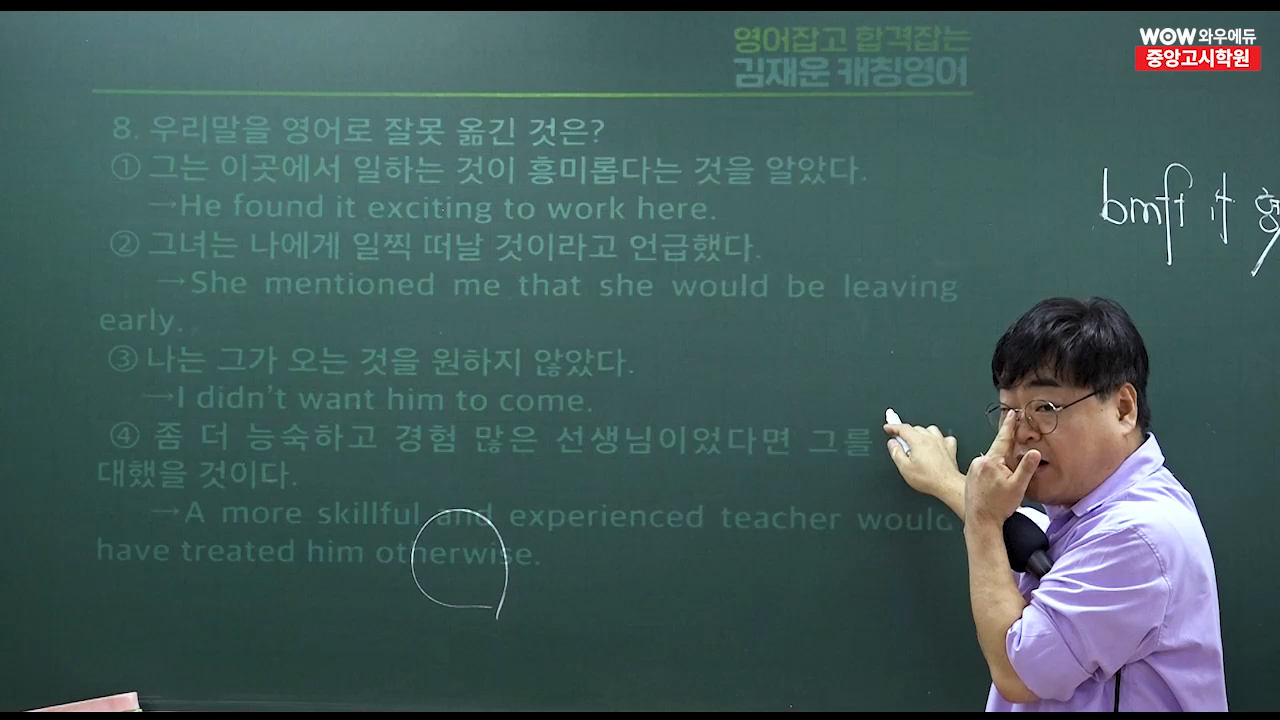 영어잡고 합격잡는
김재운 캐칭영어
WOW 와우에듀
중앙고시학원
8. 우리말을 영어로 잘못 옮긴 것은?
① 그는 이곳에서 일하는 것이 흥미롭다는 것을 알았다.
→He found it exciting to work here.
② 그녀는 나에게 일찍 떠날 것이라고 언급했다.
→She mentioned me that she would be leaving
early.
③ 나는 그가 오는 것을 원하지 않았다.
→I didn't want him to come.
④ 좀 더 능숙하고 경험 많은 선생님이었다면 그를
대했을 것이다.
→A more skillful and experienced teacher would
have treated him otherwise.
bmft it